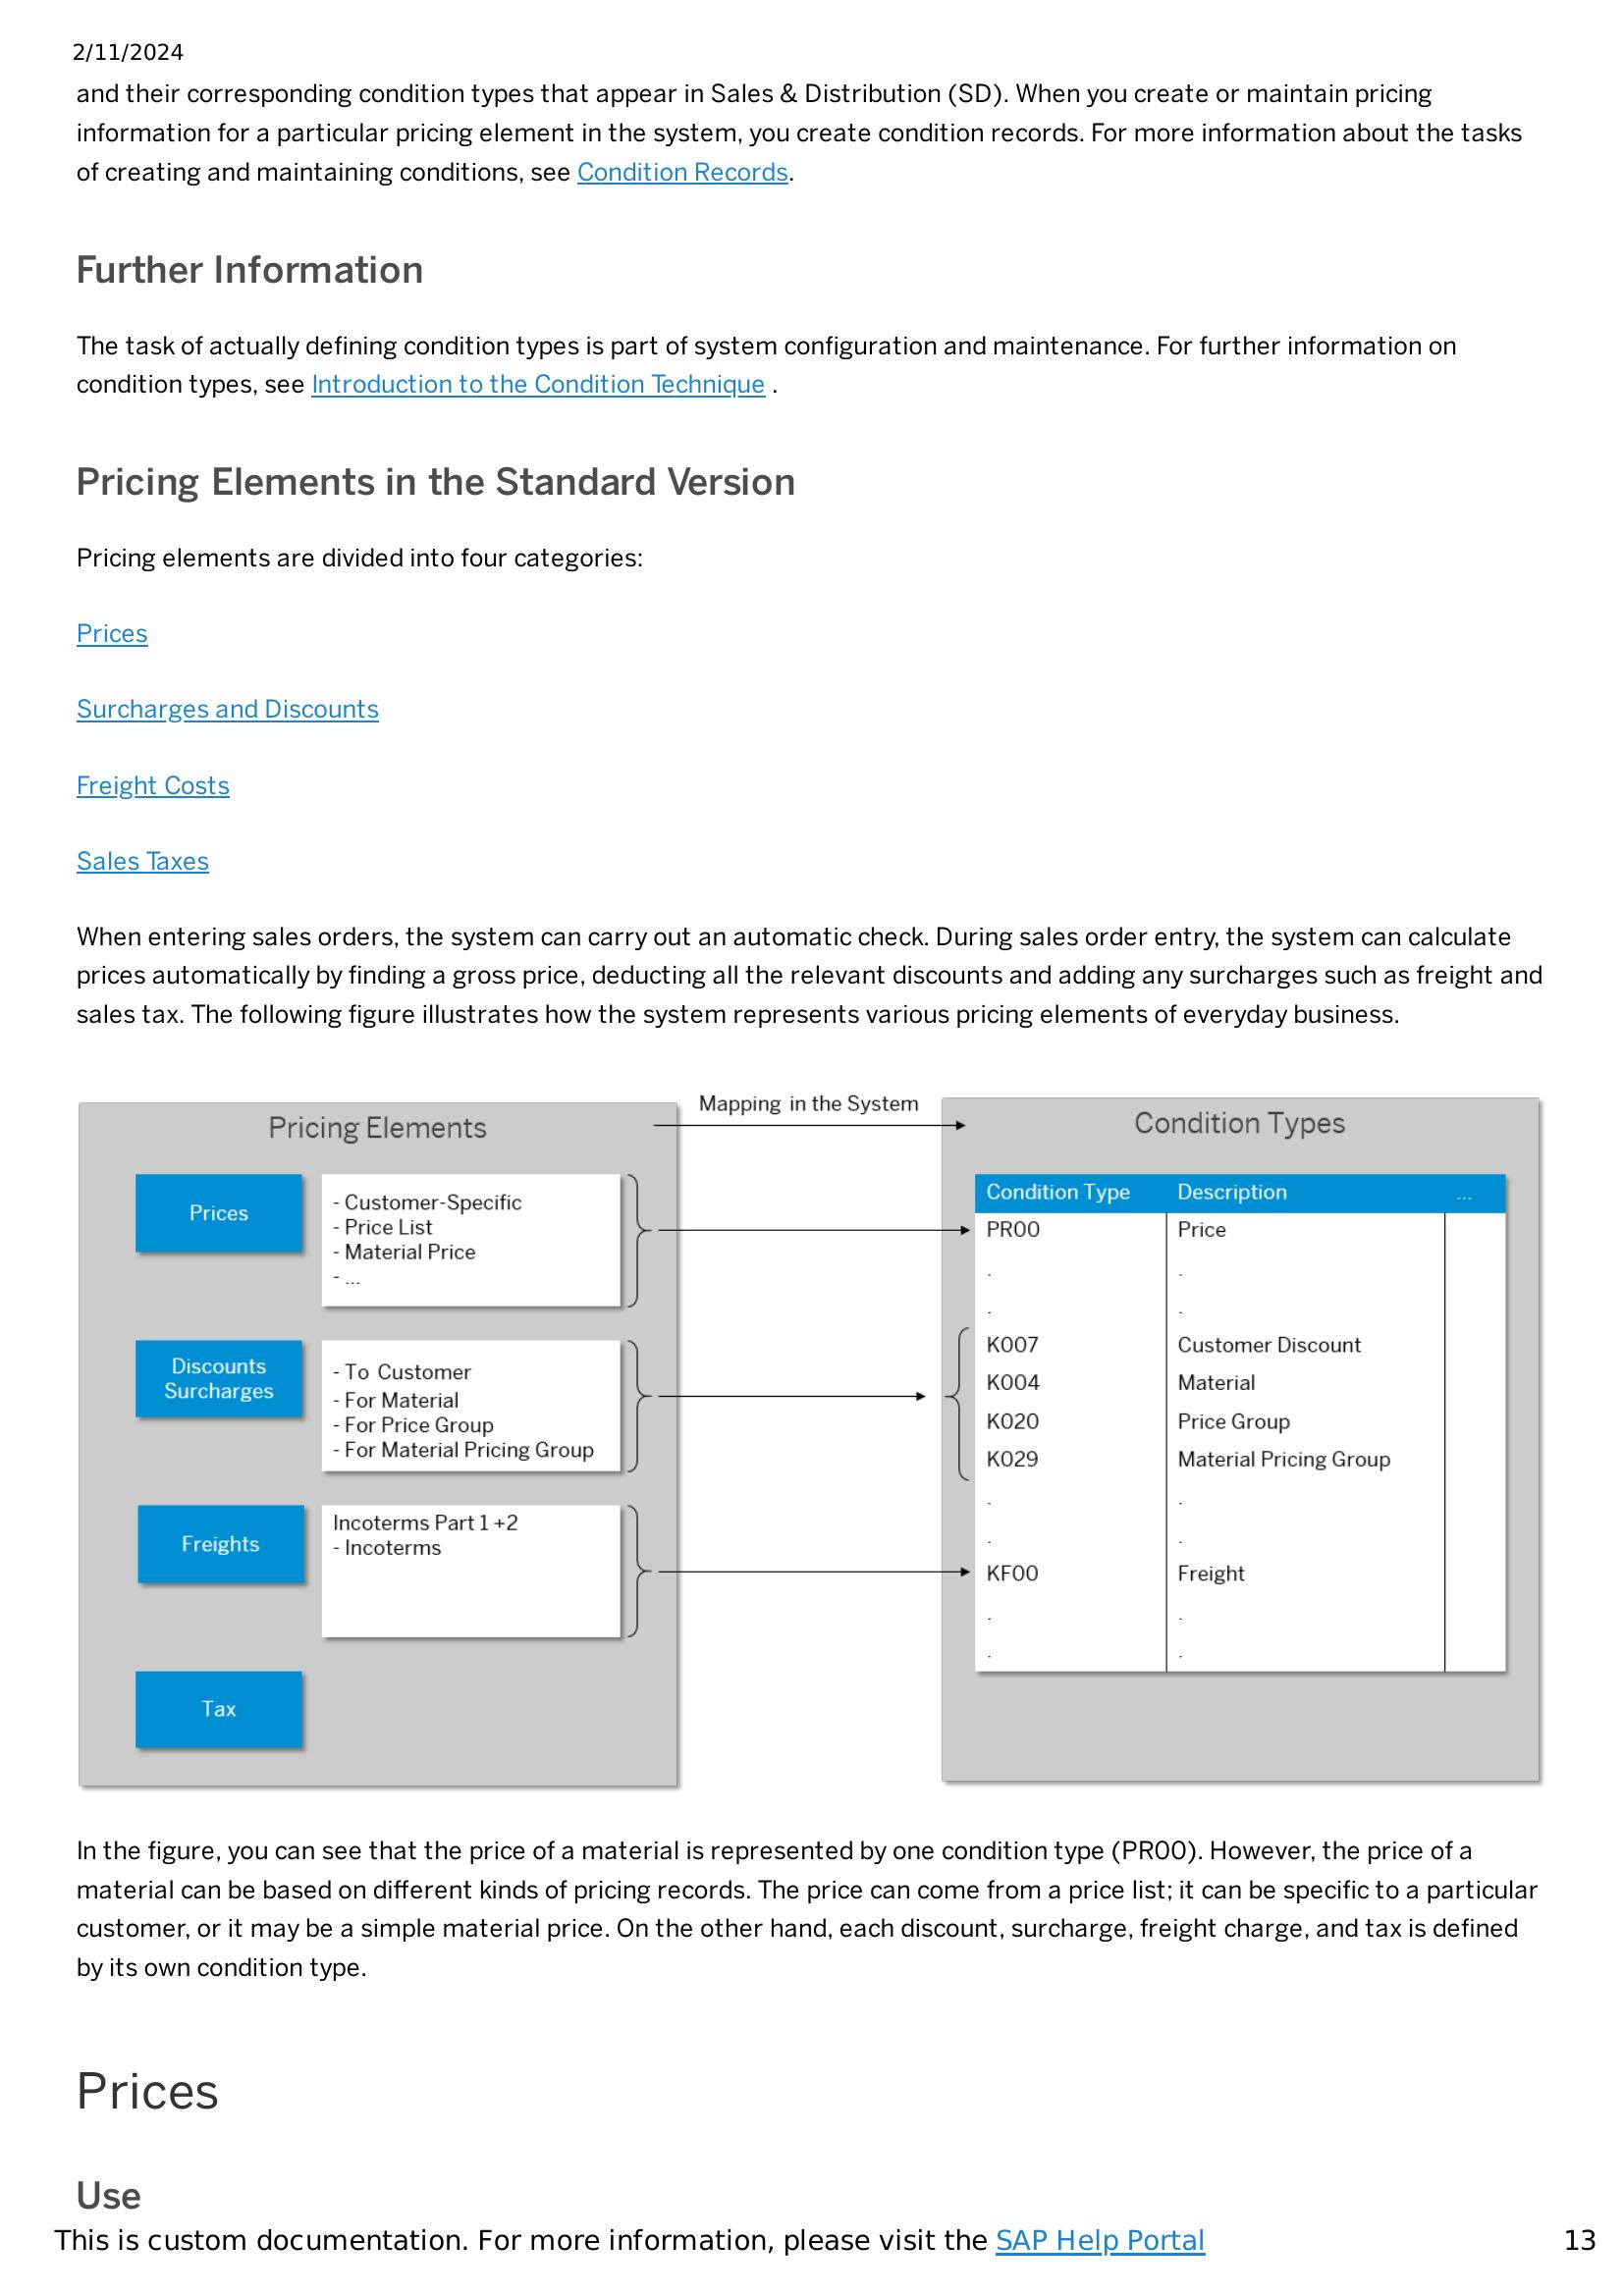 2/11/2024
and their corresponding condition types that appear in Sales & Distribution (SD). When you create or maintain pricing
information for a particular pricing element in the system, you create condition records. For more information about the tasks
of creating and maintaining conditions, see Condition Records.
Further Information
The task of actually defining condition types is part of system configuration and maintenance. For further information on
condition types, see Introduction to the Condition Technique .
Pricing Elements in the Standard Version
Pricing elements are divided into four categories:
Prices
Surcharges and Discounts
Freight Costs
Sales Taxes
When entering sales orders, the system can carry out an automatic check. During sales order entry, the system can calculate
prices automatically by finding a gross price, deducting all the relevant discounts and adding any surcharges such as freight and
sales tax. The following figure illustrates how the system represents various pricing elements of everyday business.
Pricing Elements
Mapping in the System
Condition Types
Prices
- Customer-Specific
- Price List
- Material Price
- ...
Discounts
Surcharges
- To Customer
- For Material
- For Price Group
- For Material Pricing Group
Freights
Incoterms Part 1 +2
- Incoterms
Tax
Condition Type Description ...
PR00 Price
. .
. .
K007 Customer Discount
K004 Material
K020 Price Group
K029 Material Pricing Group
. .
. .
KF00 Freight
. .
. .
In the figure, you can see that the price of a material is represented by one condition type (PR00). However, the price of a
material can be based on different kinds of pricing records. The price can come from a price list; it can be specific to a particular
customer, or it may be a simple material price. On the other hand, each discount, surcharge, freight charge, and tax is defined
by its own condition type.
Prices
Use
This is custom documentation. For more information, please visit the SAP Help Portal 13